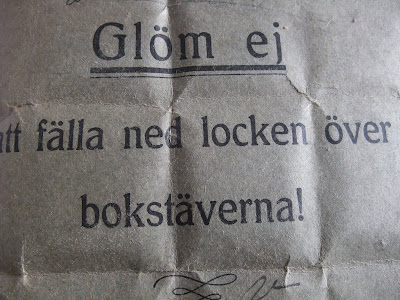 Glöm ej
att fälla ned locken över
bokstäverna!